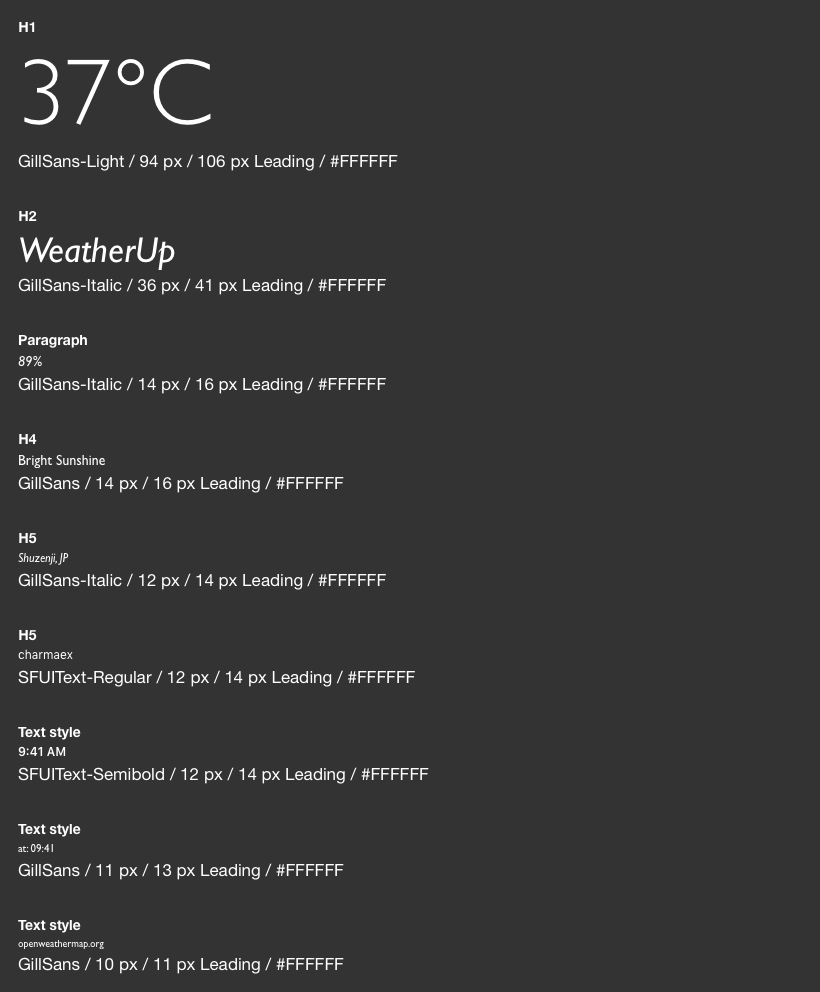 H1
37°C
GillSans-Light / 94 px / 106 px Leading / #FFFFFF
H2
WeatherUp
GillSans-Italic / 36 px / 41 px Leading / #FFFFFF
Paragraph
89%
GillSans-Italic / 14 px / 16 px Leading / #FFFFFF
H4
Bright Sunshine
GillSans / 14 px / 16 px Leading / #FFFFFF
H5
Shuzenji, JP
GillSans-Italic / 12 px / 14 px Leading / #FFFFFF
H5
charmaex
SFUIText-Regular / 12 px / 14 px Leading / #FFFFFF
Text style
9:41 AM
SFUIText-Semibold / 12 px / 14 px Leading / #FFFFFF
Text style
at: 09:41
GillSans / 11 px / 13 px Leading / #FFFFFF
Text style
openweathermap.org
GillSans / 10 px / 11 px Leading / #FFFFFF